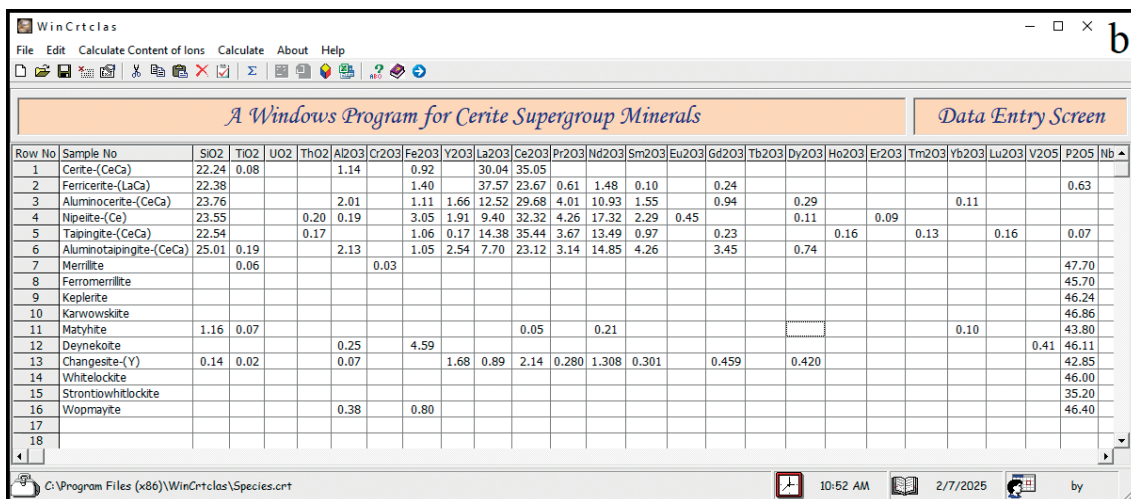 WinCrtclas
b
File Edit Calculate Content of Ions Calculate About Help
A Windows Program for Cerite Supergroup Minerals Data Entry Screen
Row No Sample No SiO2 TiO2 UO2 ThO2 Al2O3 Cr2O3 Fe2O3 Y2O3 La2O3 Ce2O3 Pr2O3 Nd2O3 Sm2O3 Eu2O3 Gd2O3 Tb2O3 Dy2O3 Ho2O3 Er2O3 Tm2O3 Yb2O3 Lu2O3 V2O5 P2O5 Nb
1 Cerite-(CeCa) 22.24 0.08 1.14 0.92 30.04 35.05
2 Ferricerite-(LaCa) 22.38 1.40 37.57 23.67 0.61 1.48 0.10 0.24 0.63
3 Aluminocerite-(CeCa) 23.76 2.01 1.11 1.66 12.52 29.68 4.01 10.93 1.55 0.94 0.29 0.11
4 Nipeiite-(Ce) 23.55 0.20 0.19 3.05 1.91 9.40 32.32 4.26 17.32 2.29 0.45 0.11 0.09
5 Taipingite-(CeCa) 22.54 0.17 1.06 0.17 14.38 35.44 3.67 13.49 0.97 0.23 0.16 0.13 0.16 0.07
6 Aluminotaipingite-(CeCa) 25.01 0.19 2.13 1.05 2.54 7.70 23.12 3.14 14.85 4.26 3.45 0.74
7 Merrillite 0.06 0.03 47.70
8 Ferromerrillite 45.70
9 Keplerite 46.24
10 Karwowskiite 46.86
11 Matyhite 1.16 0.07 0.05 0.21 0.10 43.80
12 Deynekoite 0.25 4.59 0.41 46.11
13 Changesite-(Y) 0.14 0.02 0.07 1.68 0.89 2.14 0.280 1.308 0.301 0.459 0.420 42.85
14 Whitelockite 46.00
15 Strontiowhitlockite 35.20
16 Wopmayite 0.38 0.80 46.40
17
18
C:\Program Files (x86)\WinCrtclas\Species.crt 10:52 AM 2/7/2025 by